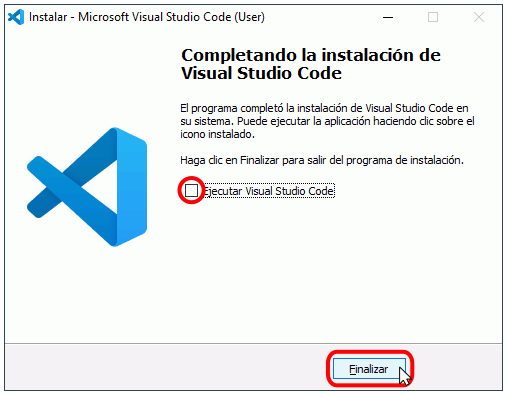 Instalar - Microsoft Visual Studio Code (User)
Completando la instalación de
Visual Studio Code
El programa completó la instalación de Visual Studio Code en
su sistema. Puede ejecutar la aplicación haciendo clic sobre el
icono instalado.
Haga clic en Finalizar para salir del programa de instalación.
Ejecutar Visual Studio Code
Finalizar